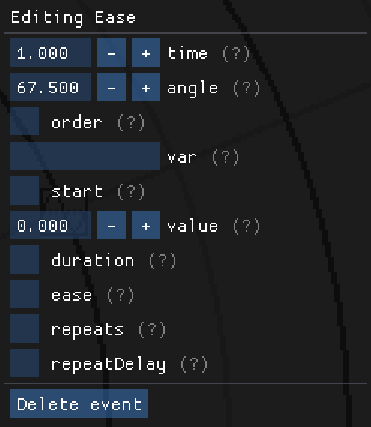 Editing Ease
1.000 - + time (?)
67.500 - + angle (?)
order (?)
var (?)
start (?)
0.000 - + value (?)
duration (?)
ease (?)
repeats (?)
repeatDelay (?)
Delete event